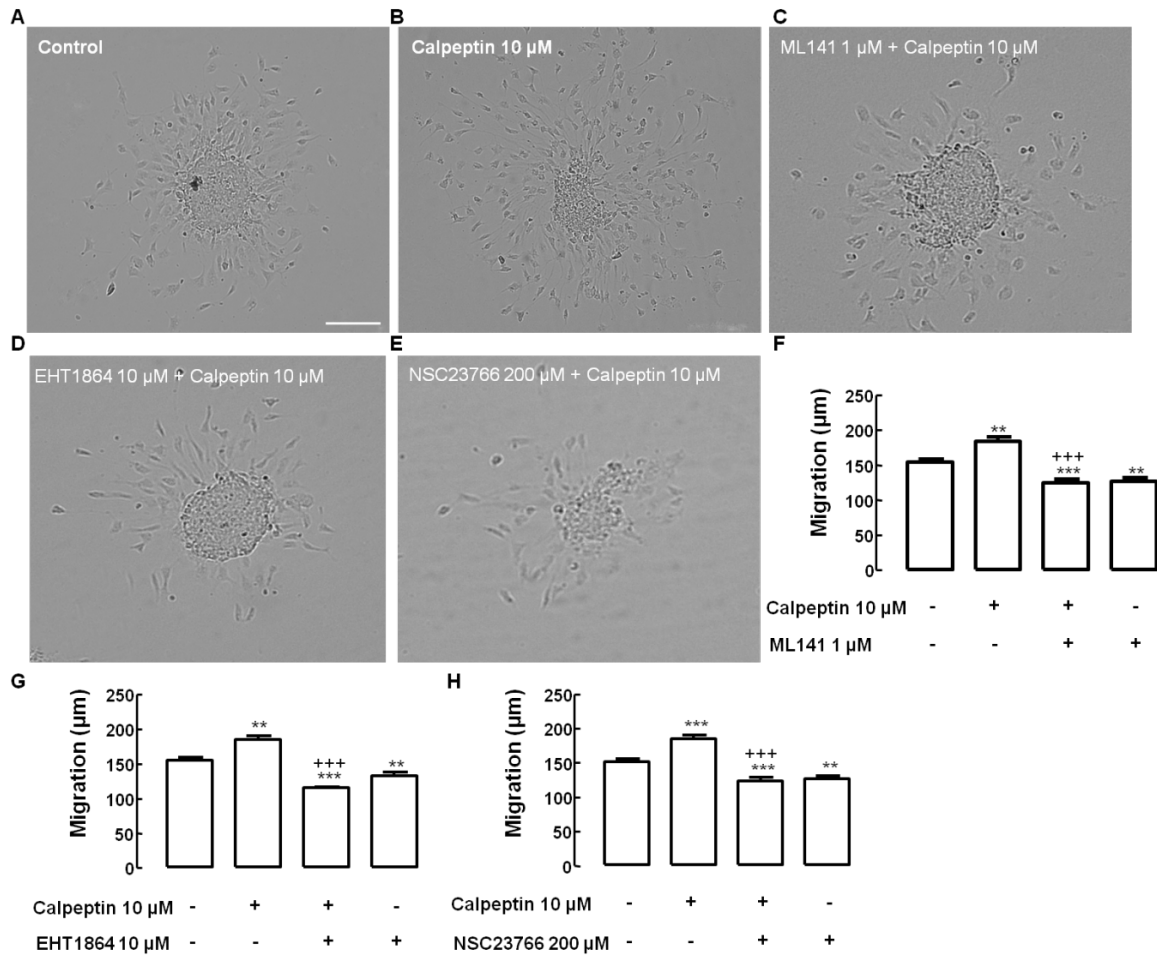 A
Control
B
Calpeptin 10 µM
C
ML141 1 µM + Calpeptin 10 µM
D
EHT1864 10 µM + Calpeptin 10 µM
E
NSC23766 200 µM + Calpeptin 10 µM
F
Migration (µm)
250
200
150
100
50
0
**
+++
***
**
Calpeptin 10 µM - + + -
ML141 1 µM - - + +
G
Migration (µm)
250
200
150
100
50
0
**
+++
***
**
Calpeptin 10 µM - + + -
EHT1864 10 µM - - + +
H
Migration (µm)
250
200
150
100
50
0
***
+++
***
**
Calpeptin 10 µM - + + -
NSC23766 200 µM - - + +